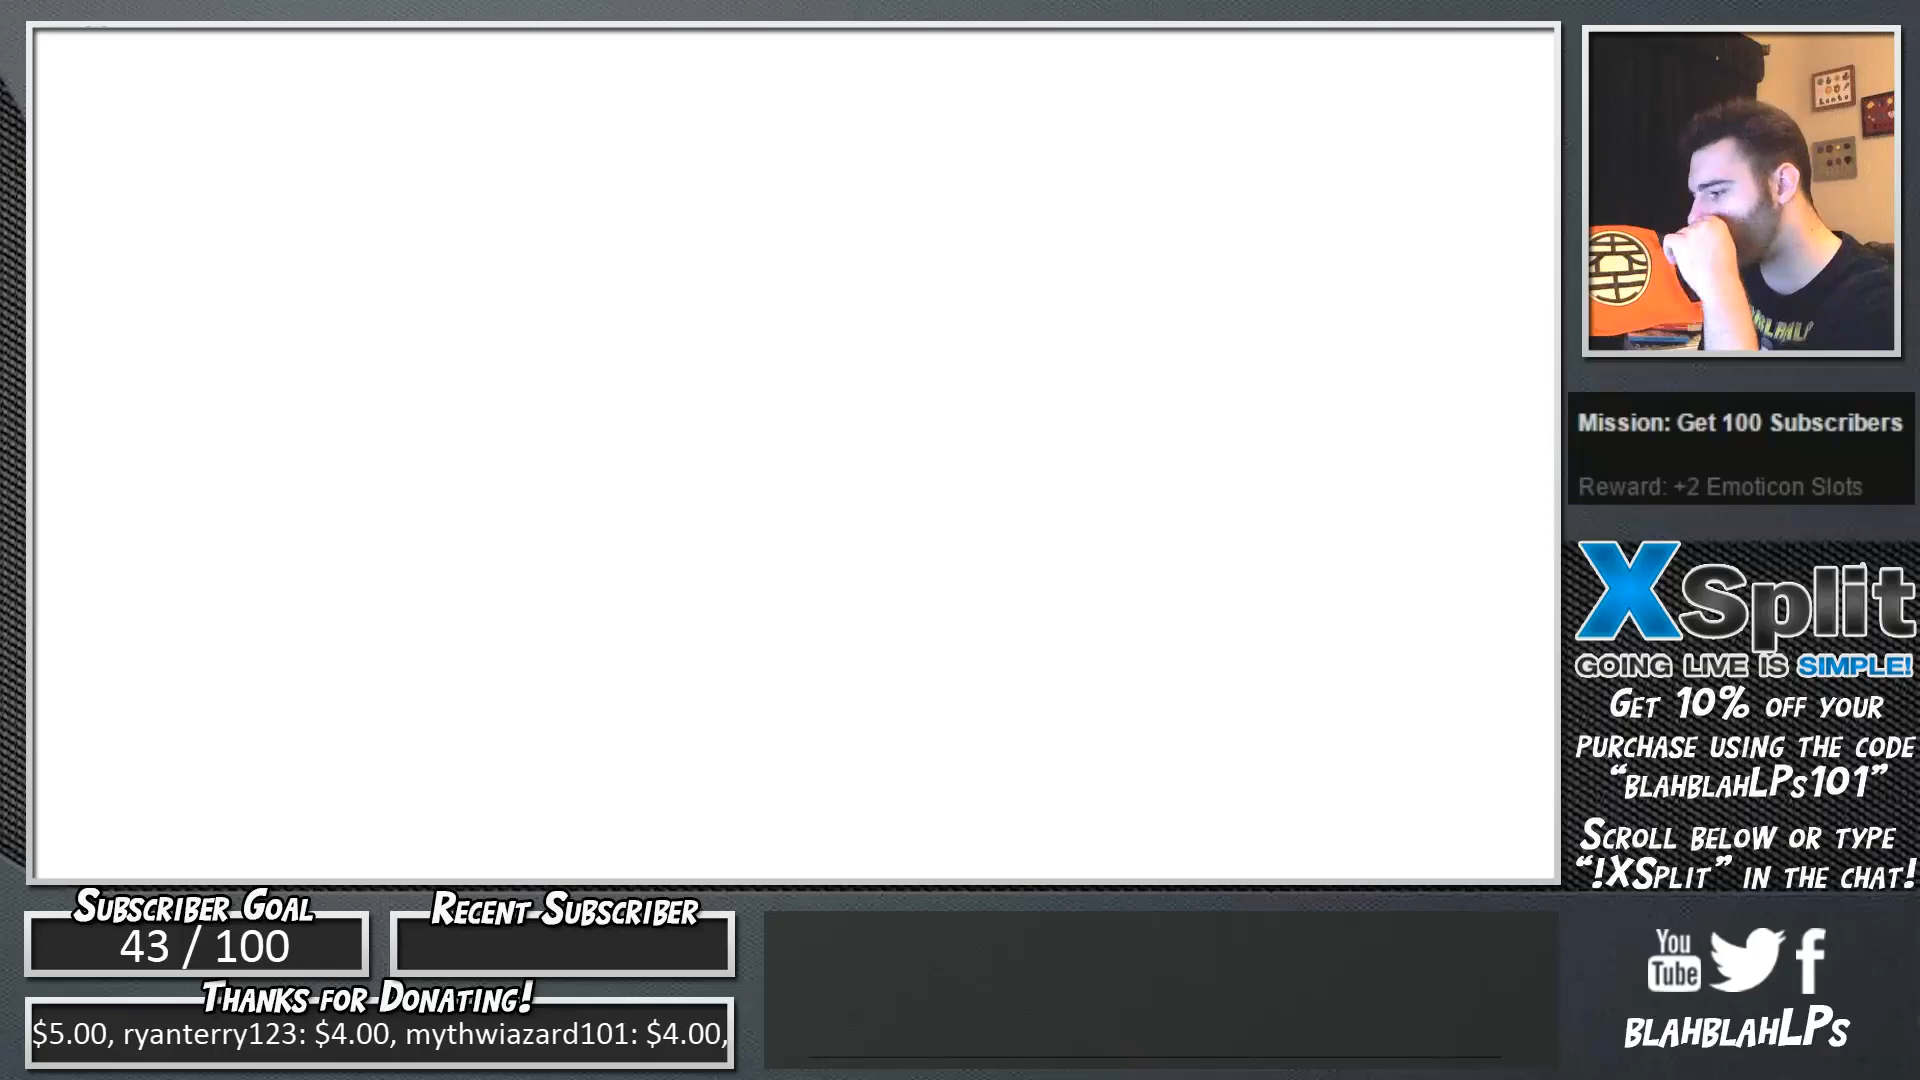 Mission: Get 100 Subscribers
Reward: +2 Emoticon Slots
XSplit
GOING LIVE IS SIMPLE!
GET 10% OFF YOUR
PURCHASE USING THE CODE
“BLAHBLAHLPS101”
SCROLL BELOW OR TYPE
“!XSPLIT” IN THE CHAT!
SUBSCRIBER GOAL
43 / 100
RECENT SUBSCRIBER
THANKS FOR DONATING!
$5.00, ryanterry123: $4.00, mythwiazard101: $4.00,
You
Tube
BLAHBLAHLPS